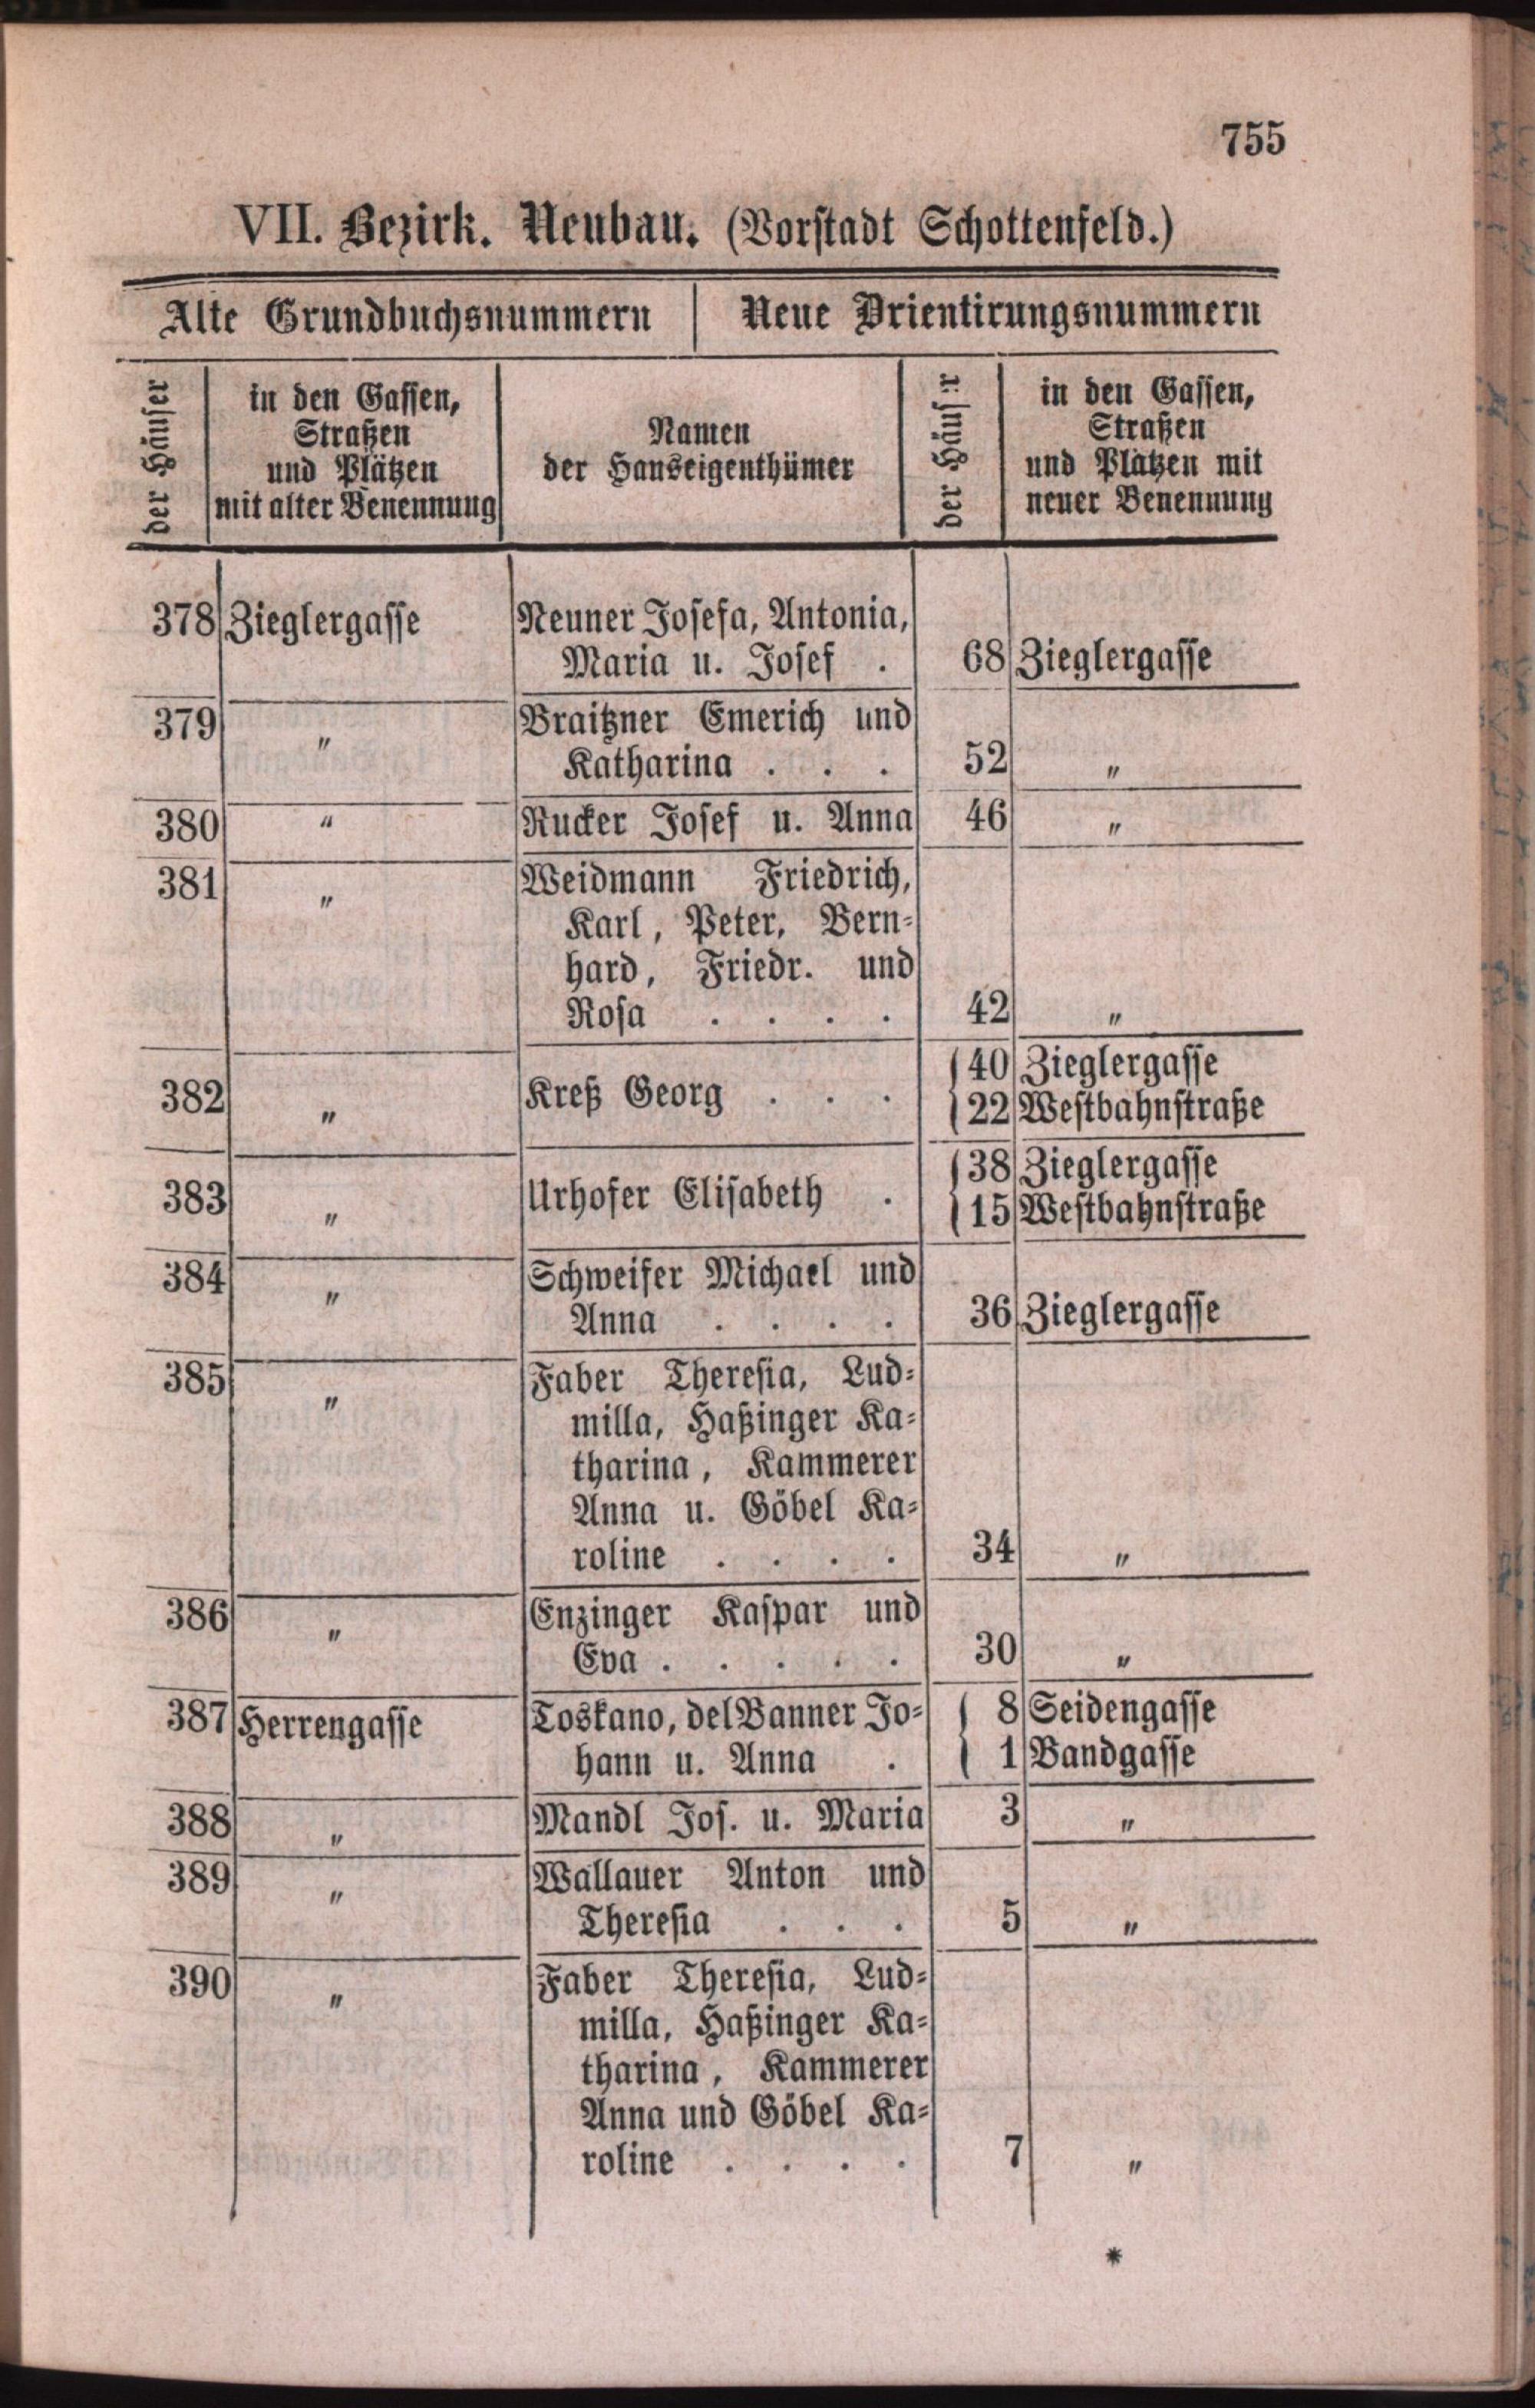 755
VII. Bezirk. Neubau. (Vorstadt Schottenfeld.)
Alte Grundbuchsnummern Neue Orientirungsnummern
der Häuser
in den Gassen,
Straßen
und Plätzen
mit alter Benennung
Namen
der Hauseigenthümer
der Häuser
in den Gassen,
Straßen
und Plätzen mit
neuer Benennung
378 Zieglergasse Neuner Josefa, Antonia,
Maria u. Josef . 68 Zieglergasse
379 " Braitzner Emerich und
Katharina . . . 52 "
380 " Rucker Josef u. Anna 46 "
381 " Weidmann Friedrich,
Karl, Peter, Bern-
hard, Friedr. und
Rosa . . . . 42 "
40 Zieglergasse
382 " Kreß Georg . . .
22 Westbahnstraße
38 Zieglergasse
383 " Urhofer Elisabeth .
15 Westbahnstraße
384 " Schweifer Michael und
Anna . . . . 36 Zieglergasse
385 " Faber Theresia, Lud-
milla, Haßinger Ka-
tharina, Kammerer
Anna u. Göbel Ka-
roline . . . . 34 "
386 " Enzinger Kaspar und
Eva . . . . . 30 "
387 Herrengasse Toskano, del Banner Jo- 8 Seidengasse
hann u. Anna . 1 Bandgasse
388 " Mandl Jos. u. Maria 3 "
389 " Wallauer Anton und
Theresia . . . 5 "
390 " Faber Theresia, Lud-
milla, Haßinger Ka-
tharina, Kammerer
Anna und Göbel Ka-
roline . . . . 7 "
*